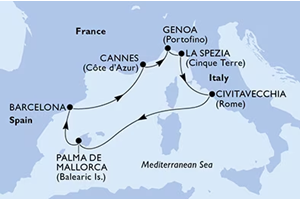 France
GENOA
(Portofino)
LA SPEZIA
(Cinque Terre)
CANNES
(Côte d'Azur)
Italy
CIVITAVECCHIA
(Rome)
BARCELONA
Spain
PALMA DE
MALLORCA
(Balearic Is.)
Mediterranean Sea